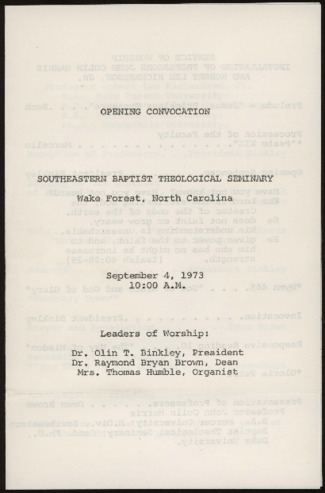 OPENING CONVOCATION
SOUTHEASTERN BAPTIST THEOLOGICAL SEMINARY
Wake Forest, North Carolina
September 4, 1973
10:00 A.M.
Leaders of Worship:
Dr. Olin T. Binkley, President
Dr. Raymond Bryan Brown, Dean
Mrs. Thomas Humble, Organist